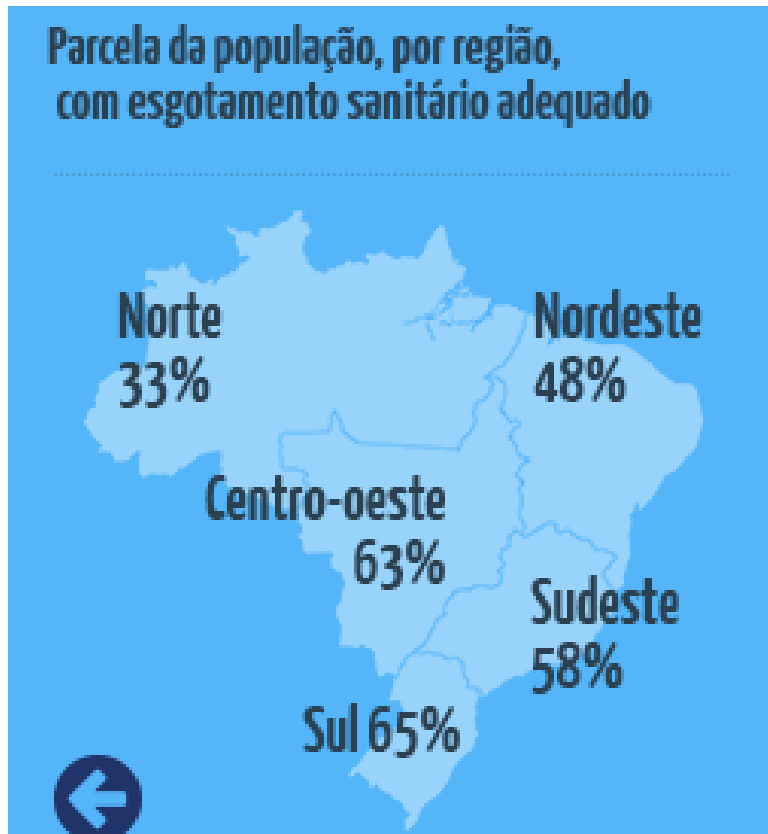 Parcela da população, por região,
com esgotamento sanitário adequado
Norte
33%
Nordeste
48%
Centro-oeste
63%
Sudeste
58%
Sul 65%